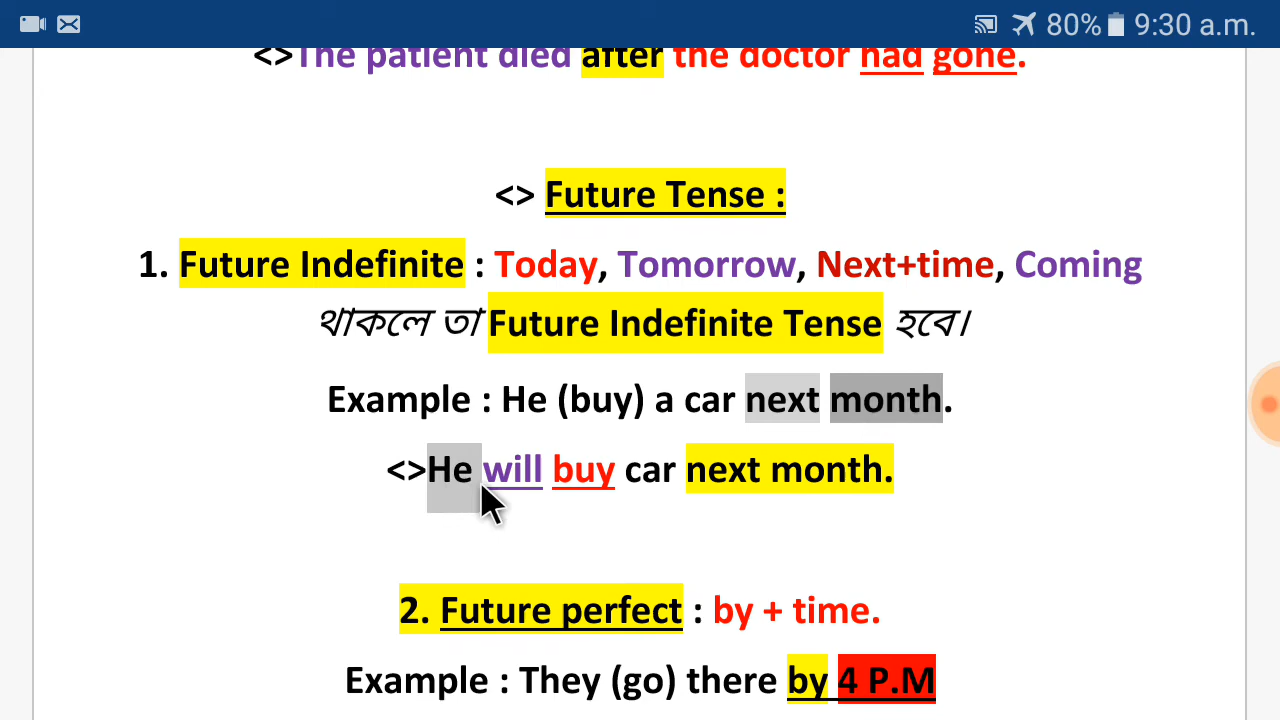 80% 9:30 a.m.
<>The patient died after the doctor had gone.
<> Future Tense :
1. Future Indefinite : Today, Tomorrow, Next+time, Coming
থাকলে তা Future Indefinite Tense হবে।
Example : He (buy) a car next month.
<>He will buy car next month.
2. Future perfect : by + time.
Example : They (go) there by 4 P.M